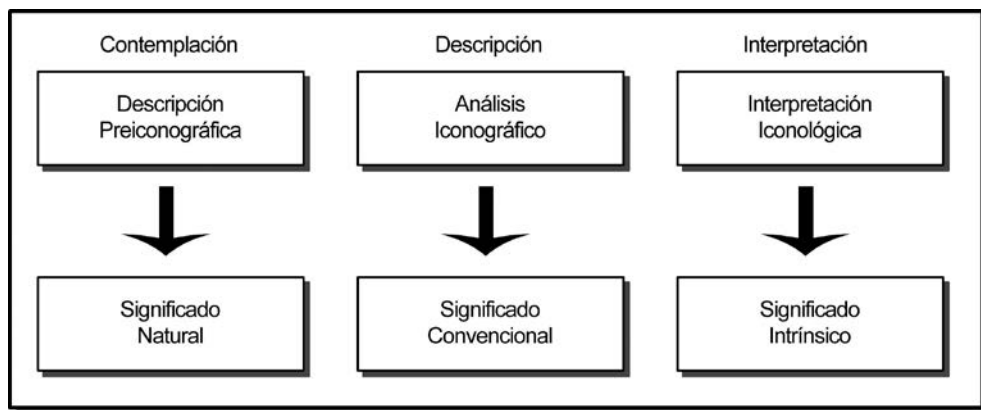 Contemplación
Descripción
Preiconográfica
Significado
Natural
Descripción
Análisis
Iconográfico
Significado
Convencional
Interpretación
Interpretación
Iconológica
Significado
Intrínsico